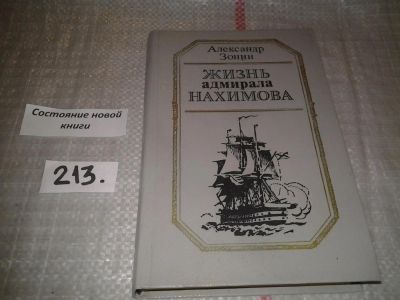 Александр
Зонин
ЖИЗНЬ
адмирала
НАХИМОВА
Состояние новой
книги
213.